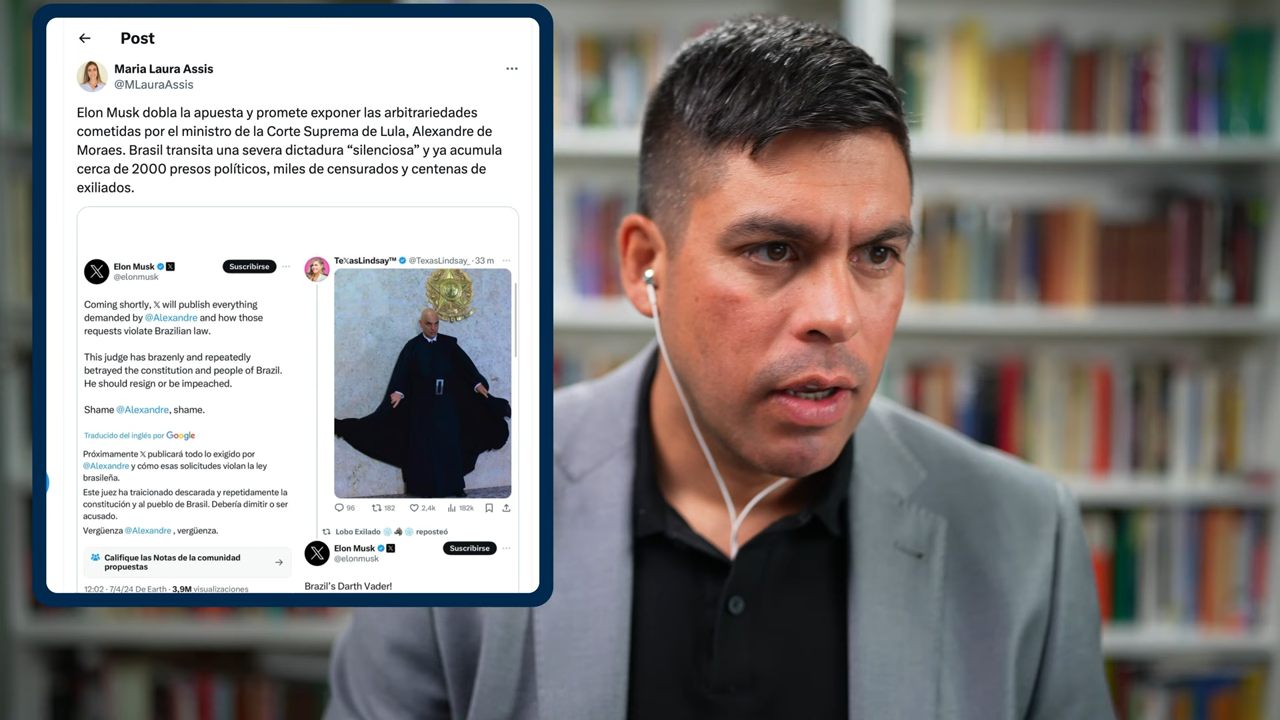 Post
Maria Laura Assis
@MLauraAssis
Elon Musk dobla la apuesta y promete exponer las arbitrariedades
cometidas por el ministro de la Corte Suprema de Lula, Alexandre de
Moraes. Brasil transita una severa dictadura “silenciosa” y ya acumula
cerca de 2000 presos políticos, miles de censurados y centenas de
exiliados.
Elon Musk
@elonmusk
Suscribirse
Coming shortly, 𝕏 will publish everything
demanded by @Alexandre and how those
requests violate Brazilian law.
This judge has brazenly and repeatedly
betrayed the constitution and people of Brazil.
He should resign or be impeached.
Shame @Alexandre, shame.
Traducido del inglés por Google
Próximamente 𝕏 publicará todo lo exigido por
@Alexandre y cómo esas solicitudes violan la ley
brasileña.
Este juez ha traicionado descarada y repetidamente la
constitución y al pueblo de Brasil. Debería dimitir o ser
acusado.
Vergüenza @Alexandre , vergüenza.
Califique las Notas de la comunidad
propuestas
12:02 · 7/4/24 De Earth · 3,9M visualizaciones
Te𝕏asLindsay™ @TexasLindsay_ · 33 m
96 182 2,4k 182k
Lobo Exilado reposteó
Elon Musk
@elonmusk
Suscribirse
Brazil's Darth Vader!